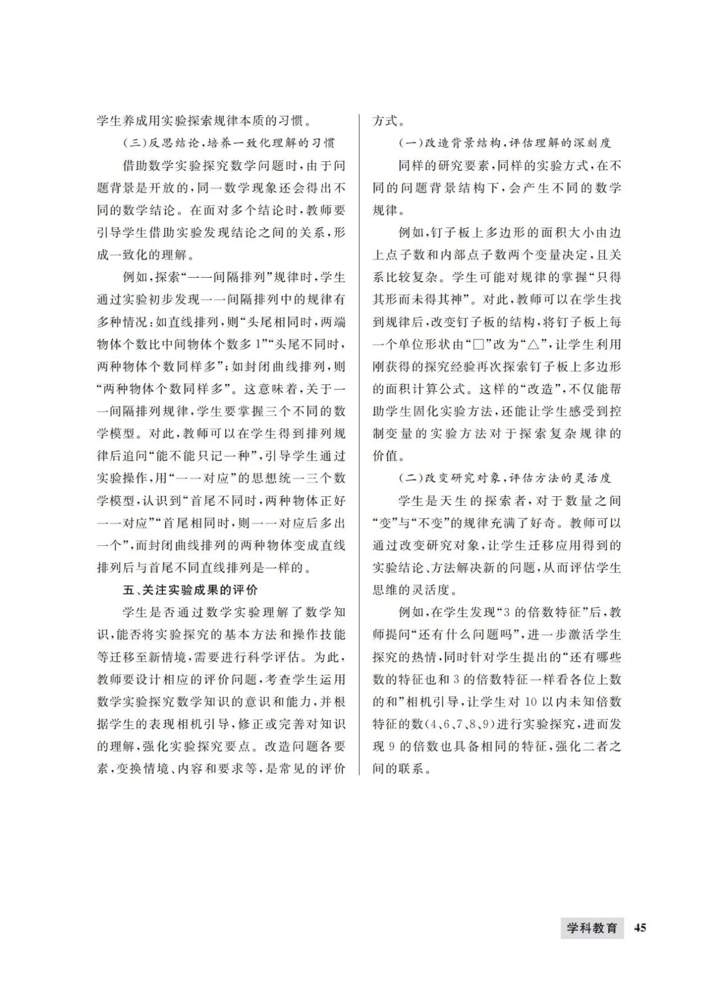 学生养成用实验探索规律本质的习惯。
(三)反思结论,培养一致化理解的习惯
借助数学实验探究数学问题时,由于问
题背景是开放的,同一数学现象还会得出不
同的数学结论。在面对多个结论时,教师要
引导学生借助实验发现结论之间的关系,形
成一致化的理解。
例如,探索“一一间隔排列”规律时,学生
通过实验初步发现一一间隔排列中的规律有
多种情况:如直线排列,则“头尾相同时,两端
物体个数比中间物体个数多1”“头尾不同时,
两种物体个数同样多”;如封闭曲线排列,则
“两种物体个数同样多”。这意味着,关于一
一间隔排列规律,学生要掌握三个不同的数
学模型。对此,教师可以在学生得到排列规
律后追问“能不能只记一种”,引导学生通过
实验操作,用“一一对应”的思想统一三个数
学模型,认识到“首尾不同时,两种物体正好
一一对应”“首尾相同时,则一一对应后多出
一个”,而封闭曲线排列的两种物体变成直线
排列后与首尾不同直线排列是一样的。
五、关注实验成果的评价
学生是否通过数学实验理解了数学知
识,能否将实验探究的基本方法和操作技能
等迁移至新情境,需要进行科学评估。为此,
教师要设计相应的评价问题,考查学生运用
数学实验探究数学知识的意识和能力,并根
据学生的表现相机引导,修正或完善对知识
的理解,强化实验探究要点。改造问题各要
素,变换情境、内容和要求等,是常见的评价
方式。
(一)改造背景结构,评估理解的深刻度
同样的研究要素,同样的实验方式,在不
同的问题背景结构下,会产生不同的数学
规律。
例如,钉子板上多边形的面积大小由边
上点子数和内部点子数两个变量决定,且关
系比较复杂。学生可能对规律的掌握“只得
其形而未得其神”。对此,教师可以在学生找
到规律后,改变钉子板的结构,将钉子板上每
一个单位形状由“□”改为“△”,让学生利用
刚获得的探究经验再次探索钉子板上多边形
的面积计算公式。这样的“改造”,不仅能帮
助学生固化实验方法,还能让学生感受到控
制变量的实验方法对于探索复杂规律的
价值。
(二)改变研究对象,评估方法的灵活度
学生是天生的探索者,对于数量之间
“变”与“不变”的规律充满了好奇。教师可以
通过改变研究对象,让学生迁移应用得到的
实验结论、方法解决新的问题,从而评估学生
思维的灵活度。
例如,在学生发现“3的倍数特征”后,教
师提问“还有什么问题吗”,进一步激活学生
探究的热情,同时针对学生提出的“还有哪些
数的特征也和3的倍数特征一样看各位上数
的和”相机引导,让学生对10以内未知倍数
特征的数(4、6、7、8、9)进行实验探究,进而发
现9的倍数也具备相同的特征,强化二者之
间的联系。
学科教育 45